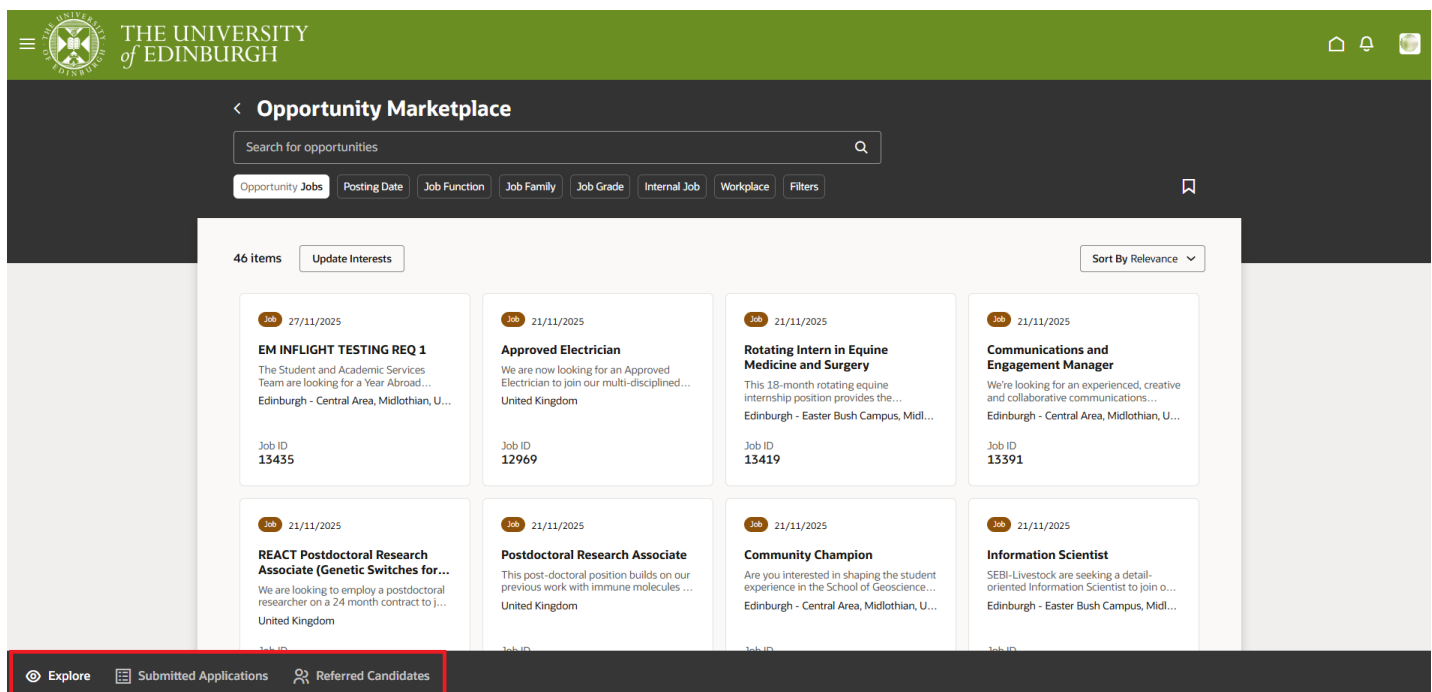 THE UNIVERSITY
of EDINBURGH
Opportunity Marketplace
Search for opportunities
Opportunity Jobs Posting Date Job Function Job Family Job Grade Internal Job Workplace Filters
46 items Update Interests Sort By Relevance
Job 27/11/2025
EM INFLIGHT TESTING REQ 1
The Student and Academic Services
Team are looking for a Year Abroad...
Edinburgh - Central Area, Midlothian, U...
Job ID
13435
Job 21/11/2025
Approved Electrician
We are now looking for an Approved
Electrician to join our multi-disciplined...
United Kingdom
Job ID
12969
Job 21/11/2025
Rotating Intern in Equine
Medicine and Surgery
This 18-month rotating equine
internship position provides the...
Edinburgh - Easter Bush Campus, Midl...
Job ID
13419
Job 21/11/2025
Communications and
Engagement Manager
We're looking for an experienced, creative
and collaborative communications...
Edinburgh - Central Area, Midlothian, U...
Job ID
13391
Job 21/11/2025
REACT Postdoctoral Research
Associate (Genetic Switches for...
We are looking to employ a postdoctoral
researcher on a 24 month contract to j...
United Kingdom
Job ID
Job 21/11/2025
Postdoctoral Research Associate
This post-doctoral position builds on our
previous work with immune molecules ...
United Kingdom
Job ID
Job 21/11/2025
Community Champion
Are you interested in shaping the student
experience in the School of Geoscience...
Edinburgh - Central Area, Midlothian, U...
Job ID
Job 21/11/2025
Information Scientist
SEBI-Livestock are seeking a detail-
oriented Information Scientist to join o...
Edinburgh - Easter Bush Campus, Midl...
Job ID
Explore Submitted Applications Referred Candidates